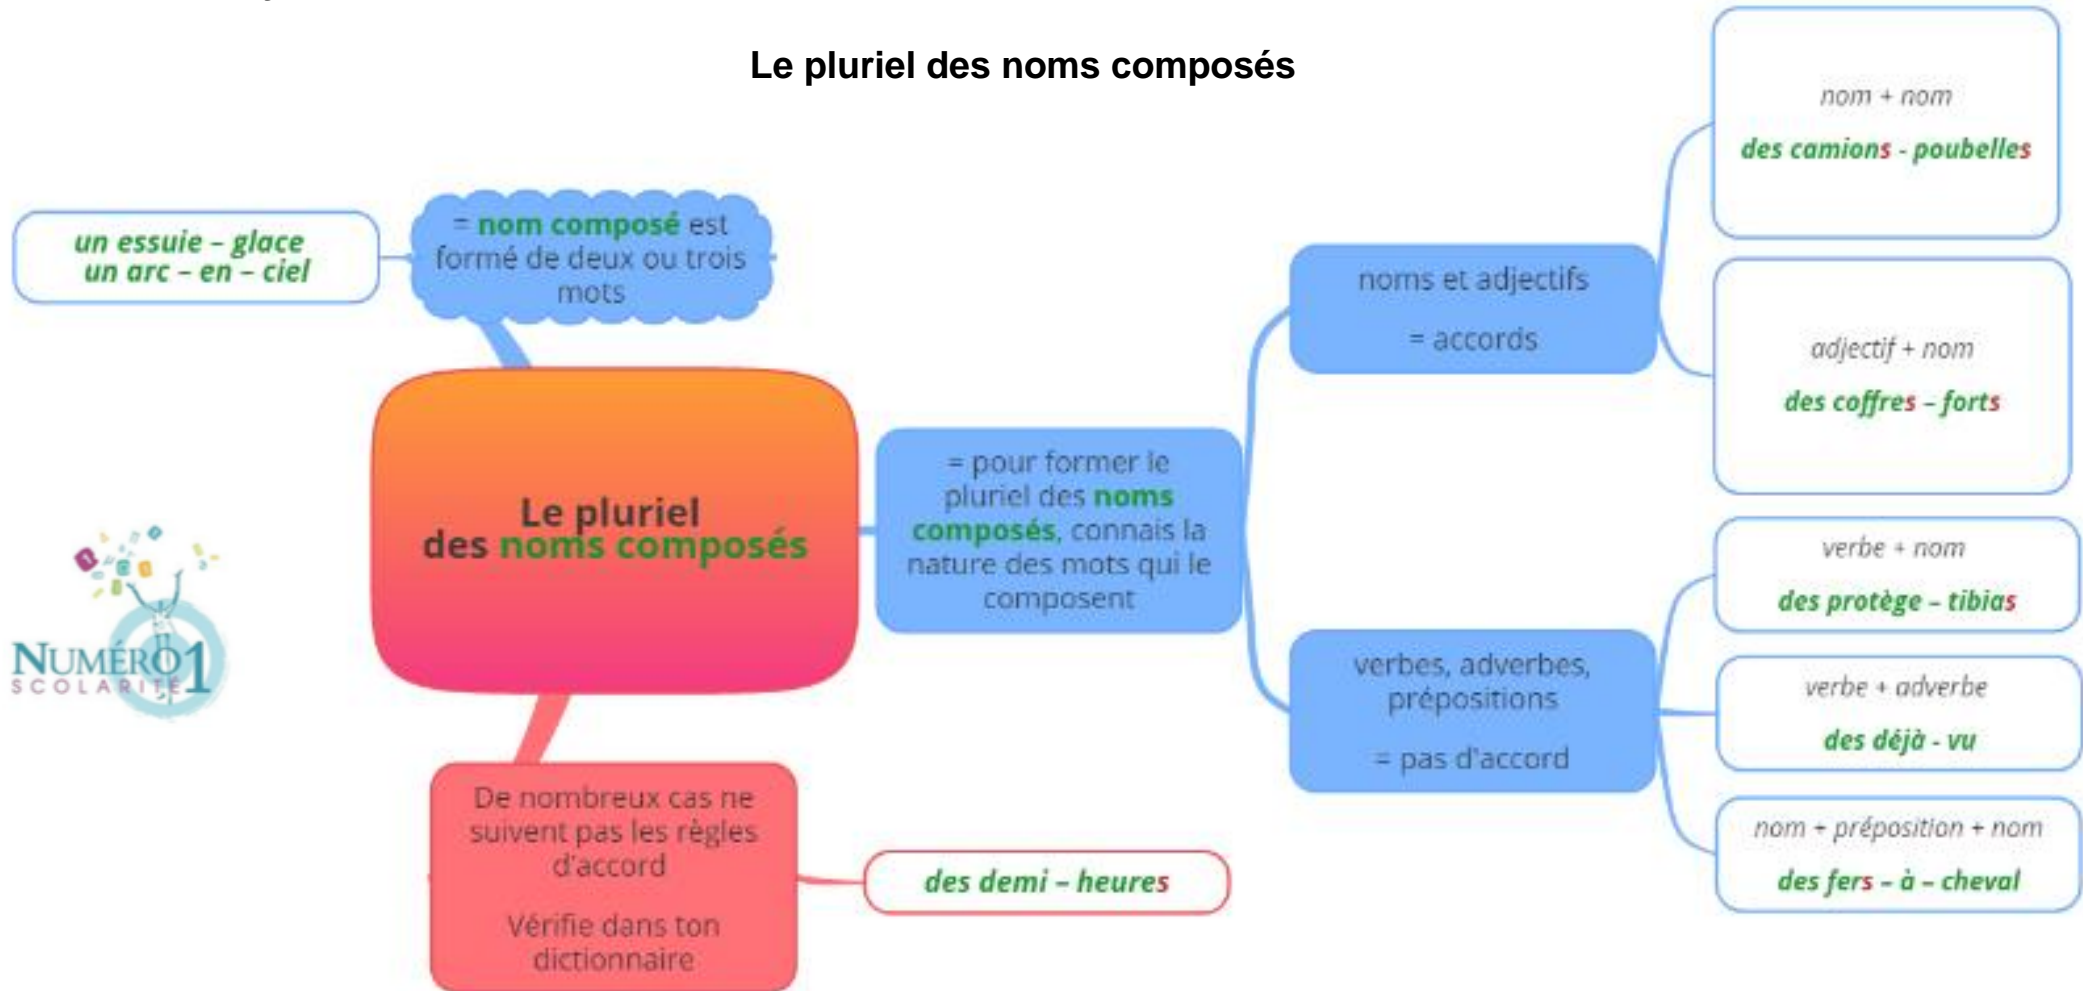 Le pluriel des noms composés
un essuie – glace
un arc – en – ciel
= nom composé est
formé de deux ou trois
mots
Le pluriel
des noms composés
= pour former le
pluriel des noms
composés, connais la
nature des mots qui le
composent
noms et adjectifs
= accords
nom + nom
des camions - poubelles
adjectif + nom
des coffres – forts
verbes, adverbes,
prépositions
= pas d'accord
verbe + nom
des protège – tibias
verbe + adverbe
des déjà - vu
nom + préposition + nom
des fers – à – cheval
De nombreux cas ne
suivent pas les règles
d'accord
Vérifie dans ton
dictionnaire
des demi – heures
NUMÉRO1
SCOLARITÉ